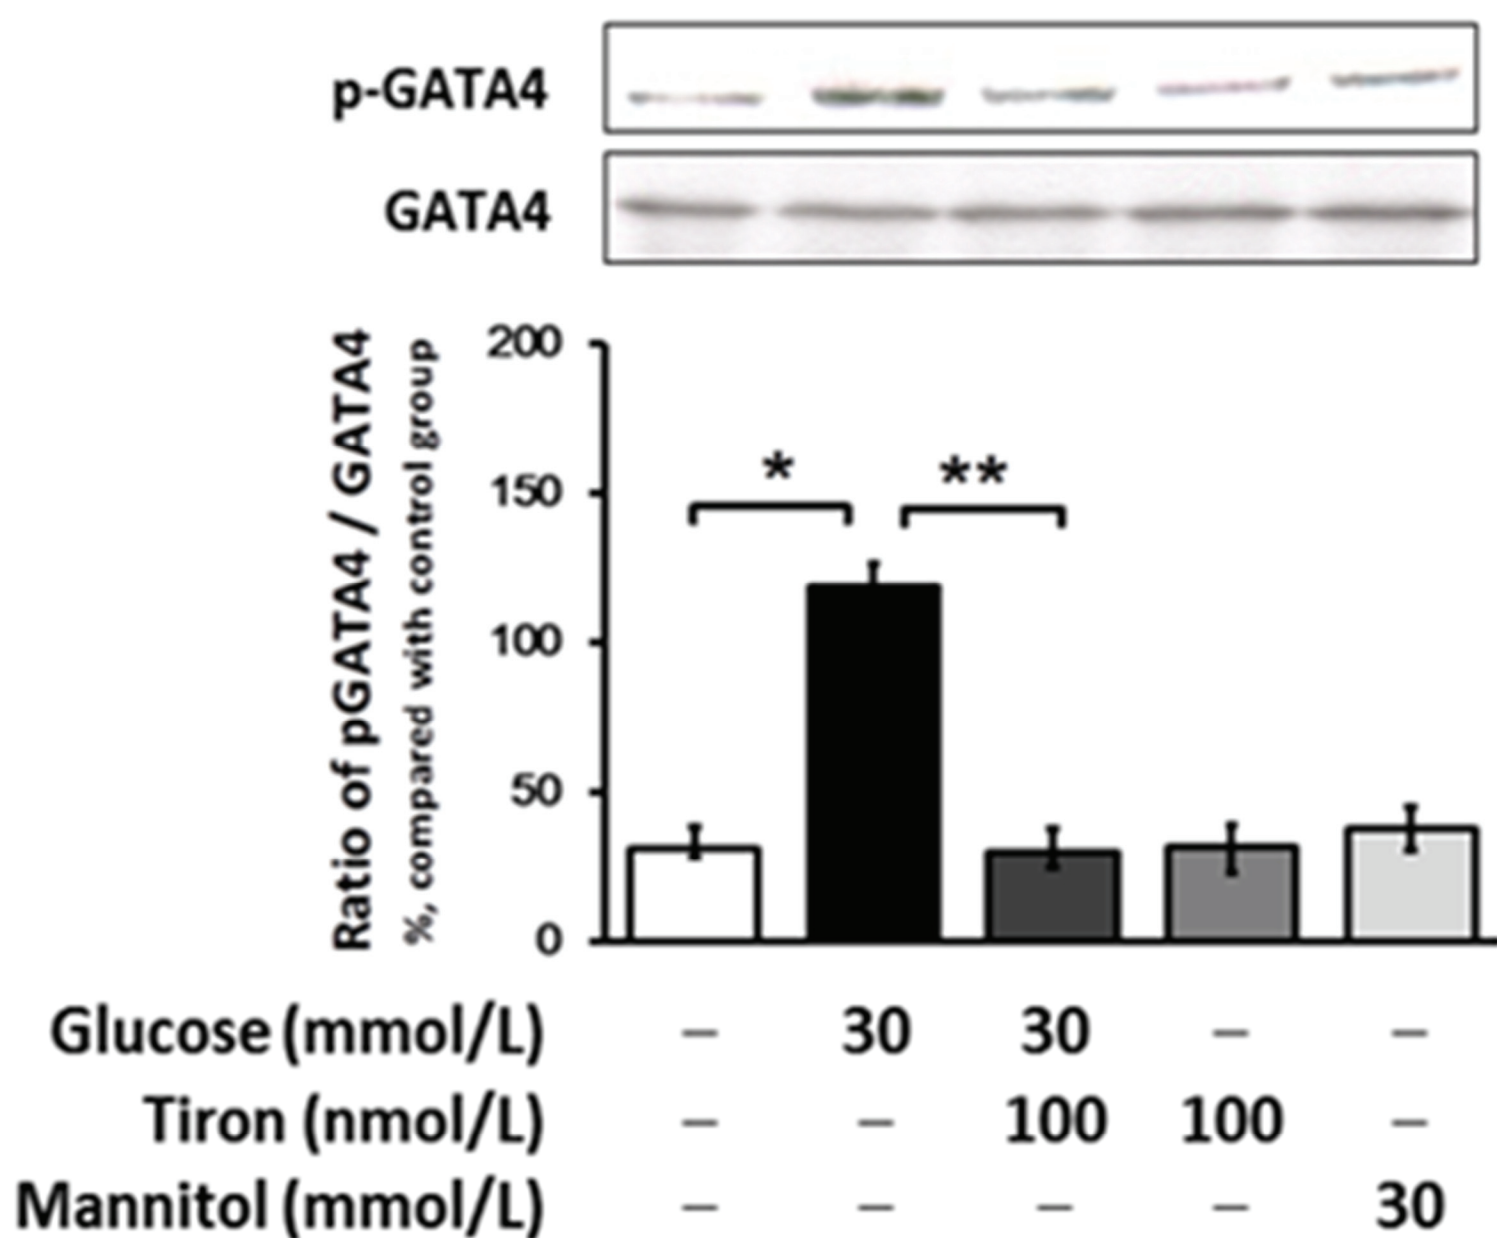 p-GATA4
GATA4
Ratio of pGATA4 / GATA4
%, compared with control group
200
150
100
50
0
*
**
Glucose (mmol/L) – 30 30 – –
Tiron (nmol/L) – – 100 100 –
Mannitol (mmol/L) – – – – 30